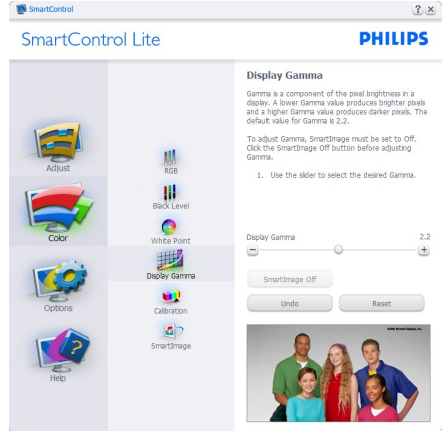 SmartControl
SmartControl Lite
PHILIPS
Adjust
Color
Options
Help
RGB
Black Level
White Point
Display Gamma
Calibration
SmartImage
Display Gamma
Gamma is a component of the pixel brightness in a
display. A lower Gamma value produces brighter pixels
and a higher Gamma value produces darker pixels. The
default value for Gamma is 2.2.
To adjust Gamma, SmartImage must be set to Off.
Click the SmartImage Off button before adjusting
Gamma.
1. Use the slider to select the desired Gamma.
Display Gamma 2.2
SmartImage Off
Undo Reset